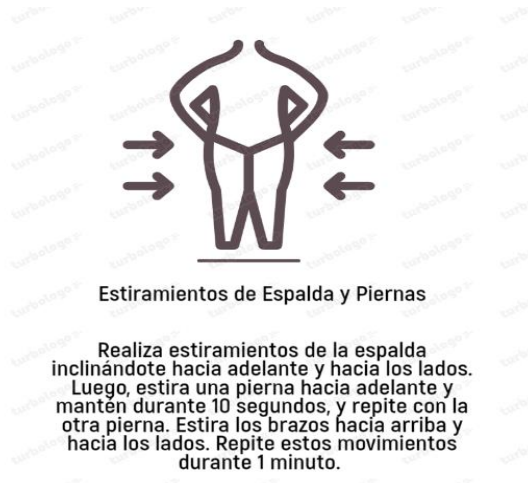 Estiramientos de Espalda y Piernas
Realiza estiramientos de la espalda
inclinándote hacia adelante y hacia los lados.
Luego, estira una pierna hacia adelante y
mantén durante 10 segundos, y repite con la
otra pierna. Estira los brazos hacia arriba y
hacia los lados. Repite estos movimientos
durante 1 minuto.